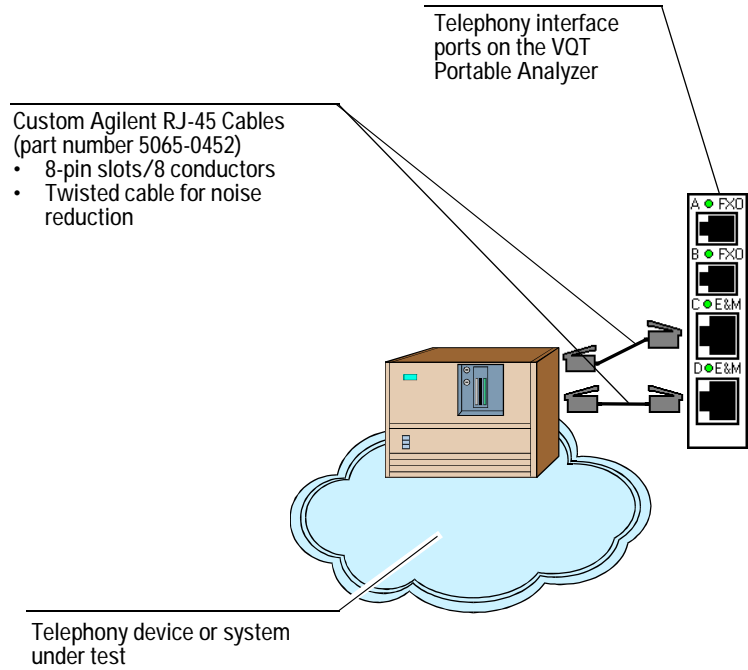 Telephony interface
ports on the VQT
Portable Analyzer
Custom Agilent RJ-45 Cables
(part number 5065-0452)
• 8-pin slots/8 conductors
• Twisted cable for noise
reduction
A FXO
B FXO
C E&M
D E&M
Telephony device or system
under test